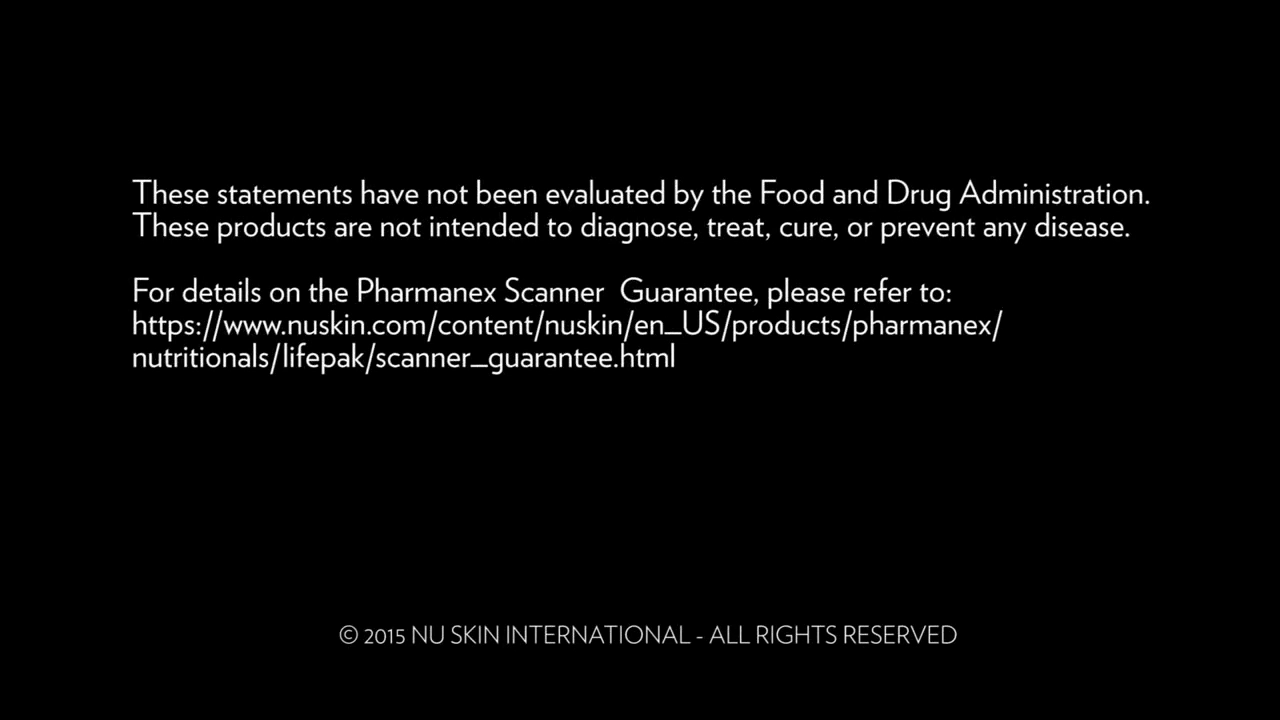 These statements have not been evaluated by the Food and Drug Administration.
These products are not intended to diagnose, treat, cure, or prevent any disease.
For details on the Pharmanex Scanner  Guarantee, please refer to:
https://www.nuskin.com/content/nuskin/en_US/products/pharmanex/
nutritionals/lifepak/scanner_guarantee.html
© 2015 NU SKIN INTERNATIONAL - ALL RIGHTS RESERVED